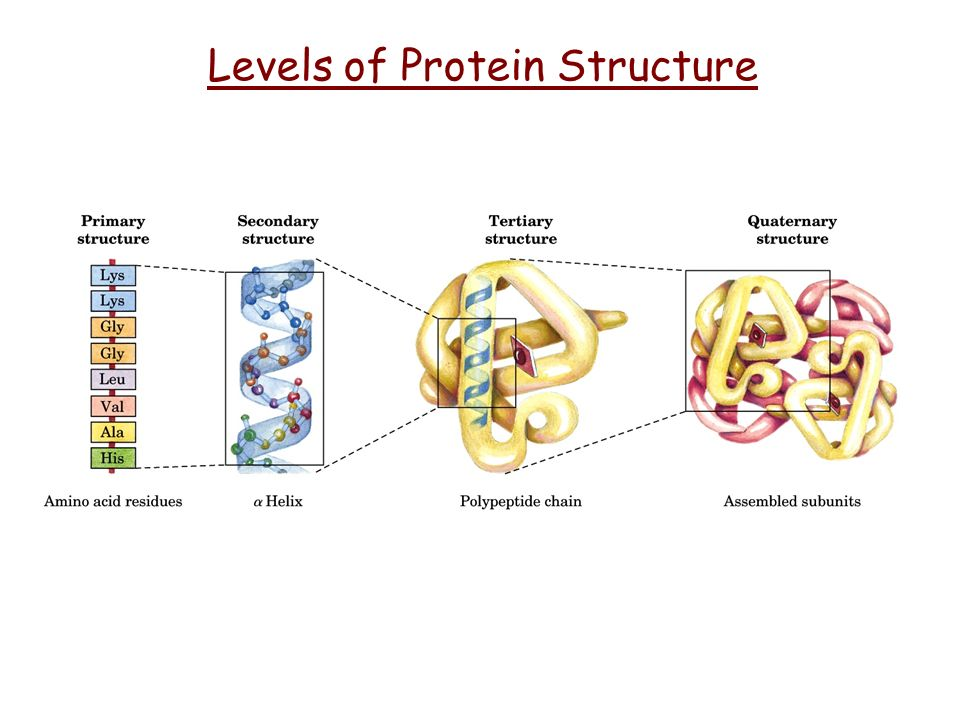 Levels of Protein Structure
Primary
structure
Secondary
structure
Tertiary
structure
Quaternary
structure
Lys
Lys
Gly
Gly
Leu
Val
Ala
His
Amino acid residues
α Helix
Polypeptide chain
Assembled subunits